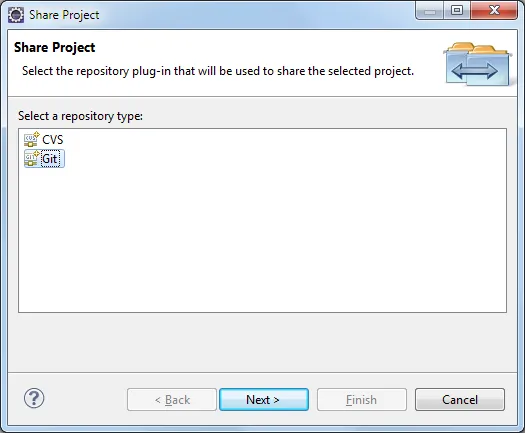 Share Project
Share Project
Select the repository plug-in that will be used to share the selected project.
Select a repository type:
CVS
Git
?
< Back
Next >
Finish
Cancel